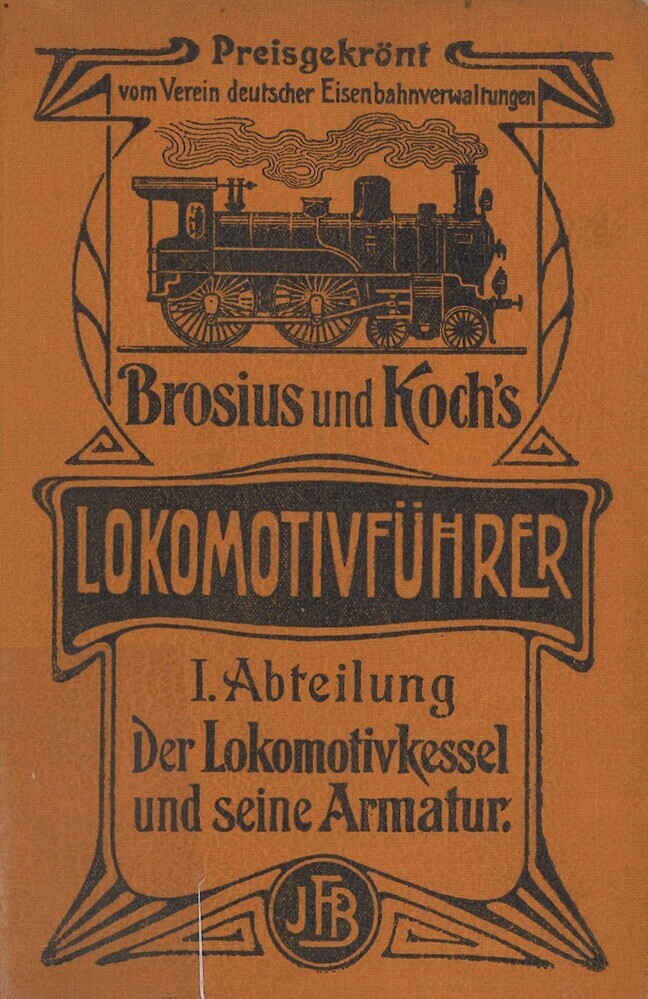 Preisgekrönt
vom Verein deutscher Eisenbahnverwaltungen
Brosius und Koch's
LOKOMOTIVFÜHRER
I. Abteilung
Der Lokomotivkessel
und seine Armatur.
JFB